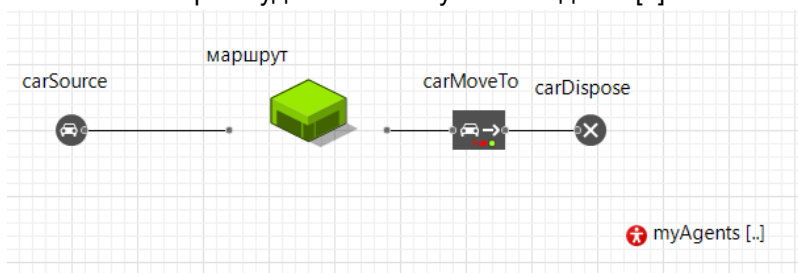 маршрут
carSource
carMoveTo
carDispose
myAgents [..]